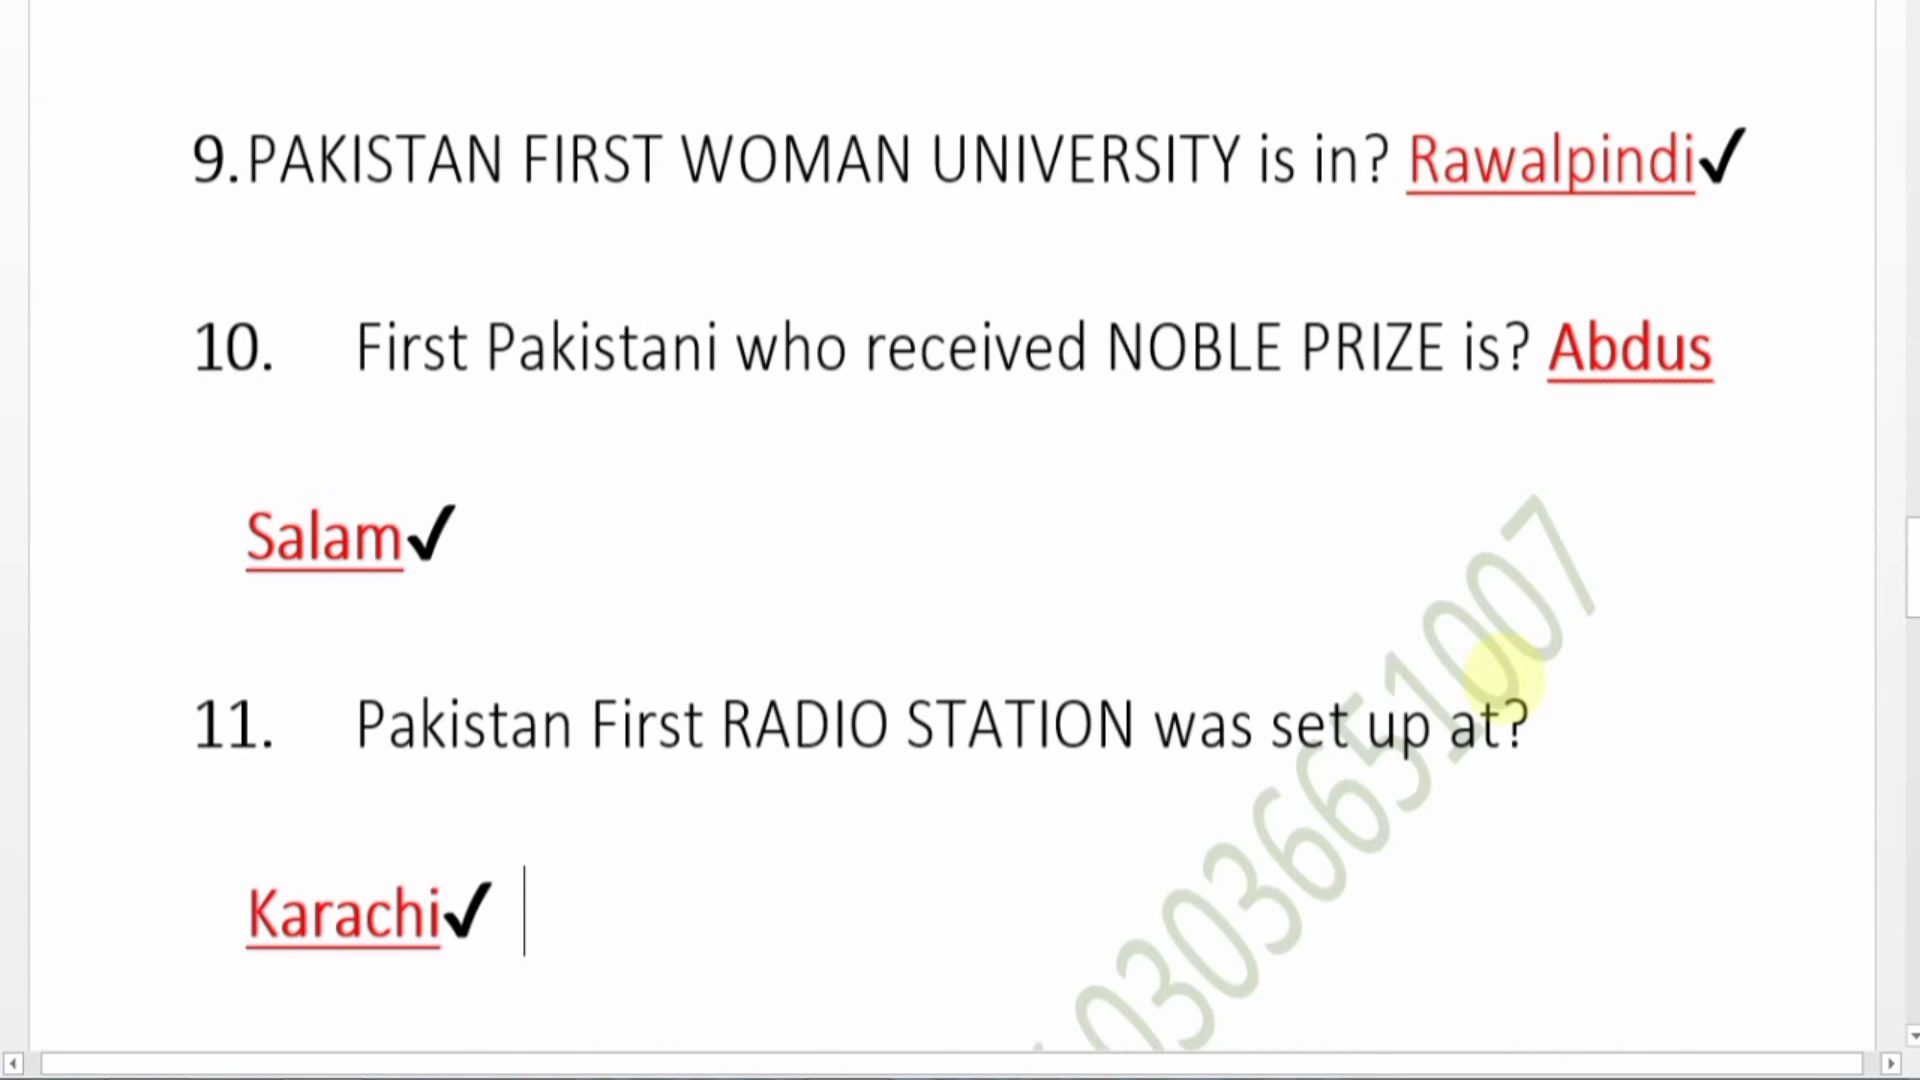 9. PAKISTAN FIRST WOMAN UNIVERSITY is in? Rawalpindi✓
10. First Pakistani who received NOBLE PRIZE is? Abdus
Salam✓
11. Pakistan First RADIO STATION was set up at?
Karachi✓
03036651007